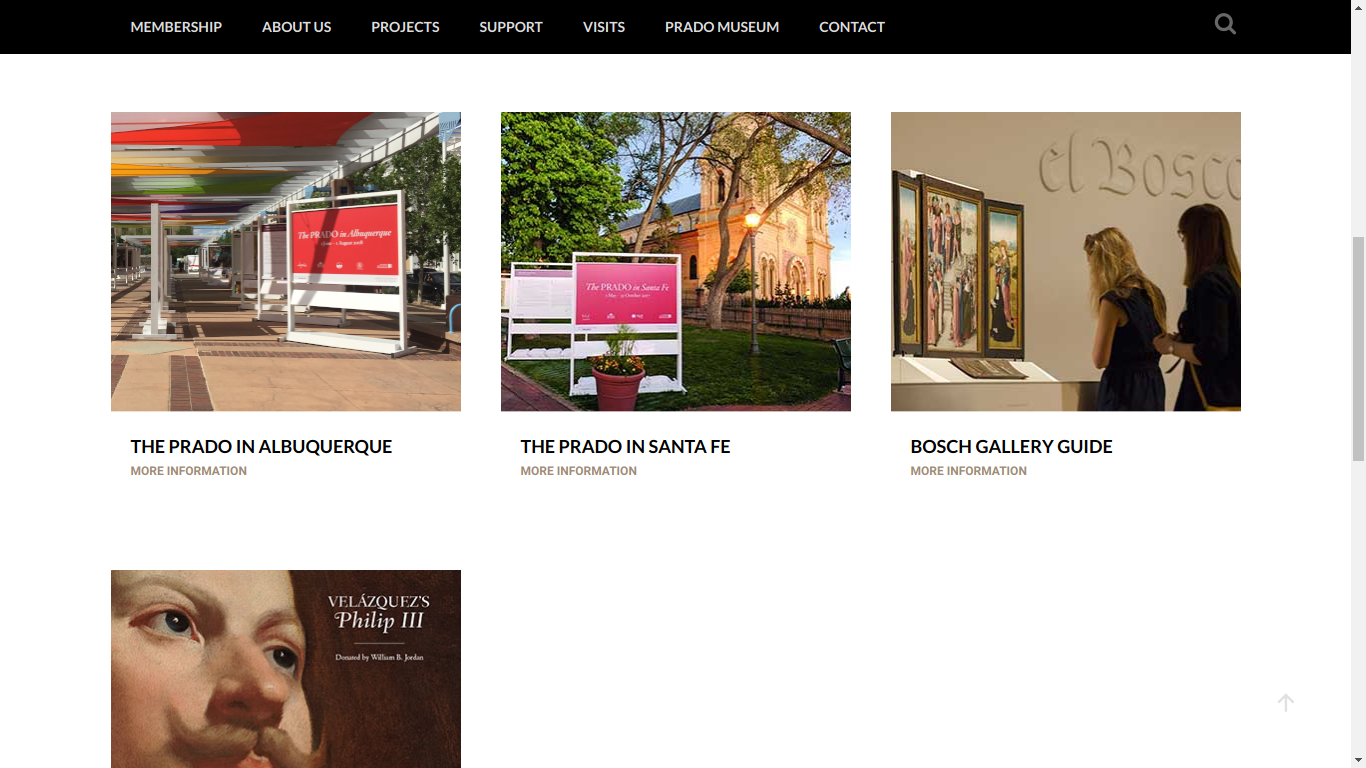 MEMBERSHIP ABOUT US PROJECTS SUPPORT VISITS PRADO MUSEUM CONTACT
The PRADO in Albuquerque
The PRADO in Santa Fe
el Bosco
THE PRADO IN ALBUQUERQUE
MORE INFORMATION
THE PRADO IN SANTA FE
MORE INFORMATION
BOSCH GALLERY GUIDE
MORE INFORMATION
VELÁZQUEZ'S
Philip III
Donated by William B. Jordan